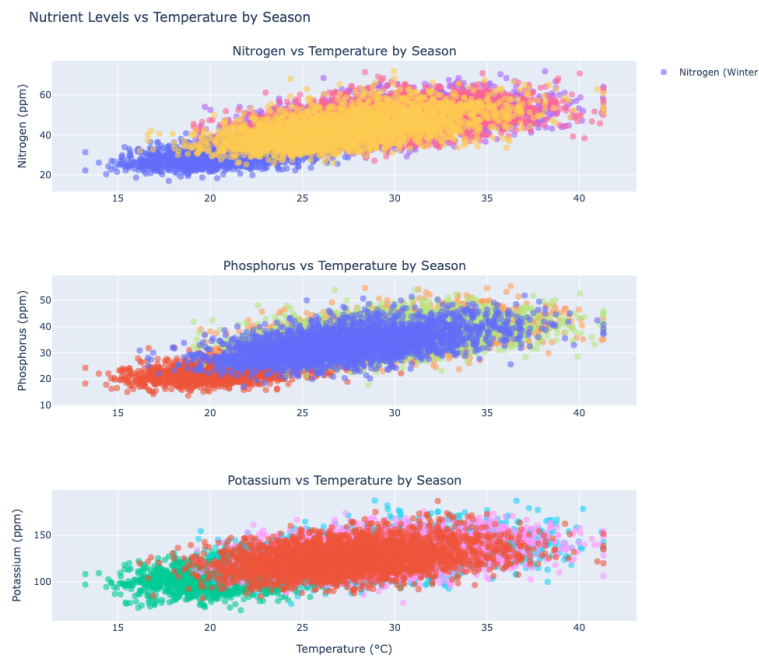 Nutrient Levels vs Temperature by Season
Nitrogen vs Temperature by Season
Nitrogen (Winter
Nitrogen (ppm)
60
40
20
15 20 25 30 35 40
Phosphorus vs Temperature by Season
Phosphorus (ppm)
50
40
30
20
10
15 20 25 30 35 40
Potassium vs Temperature by Season
Potassium (ppm)
150
100
15 20 25 30 35 40
Temperature (°C)